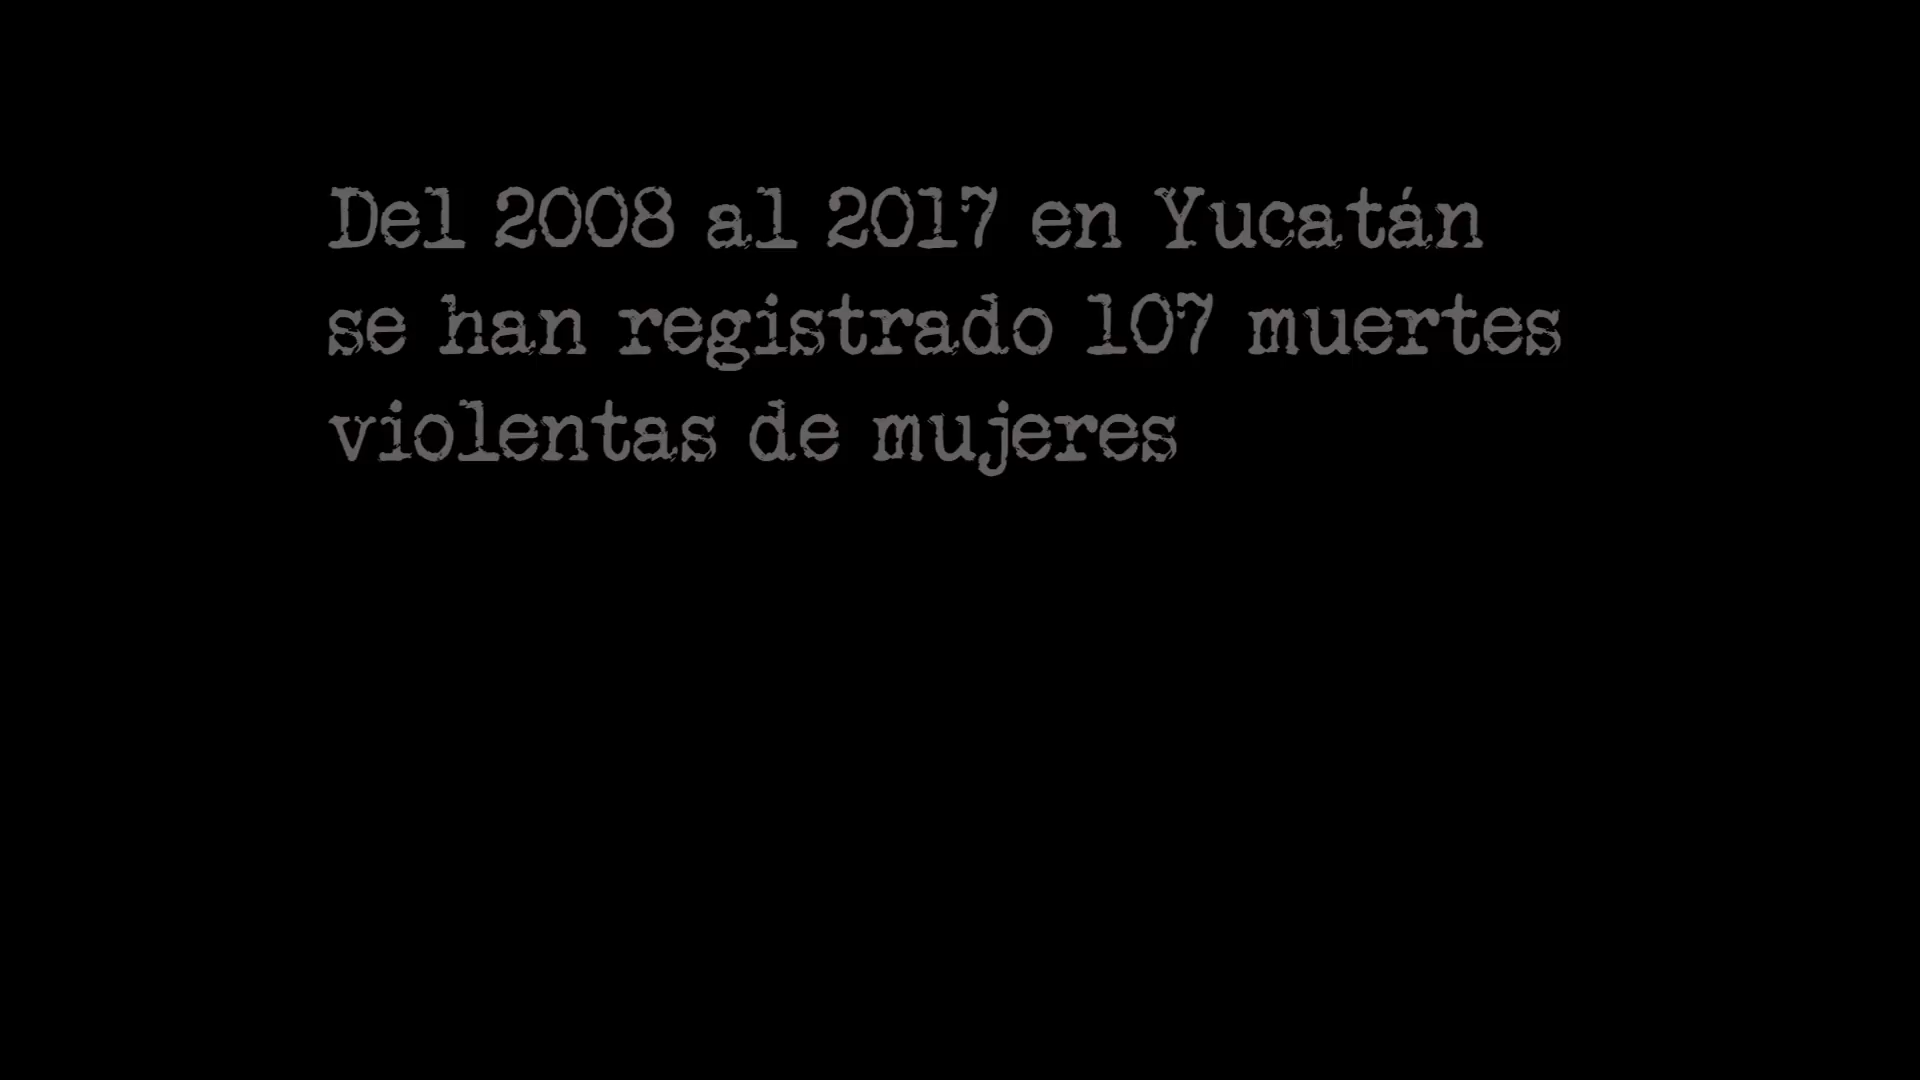 Del 2008 al 2017 en Yucatán
se han registrado 107 muertes
violentas de mujeres